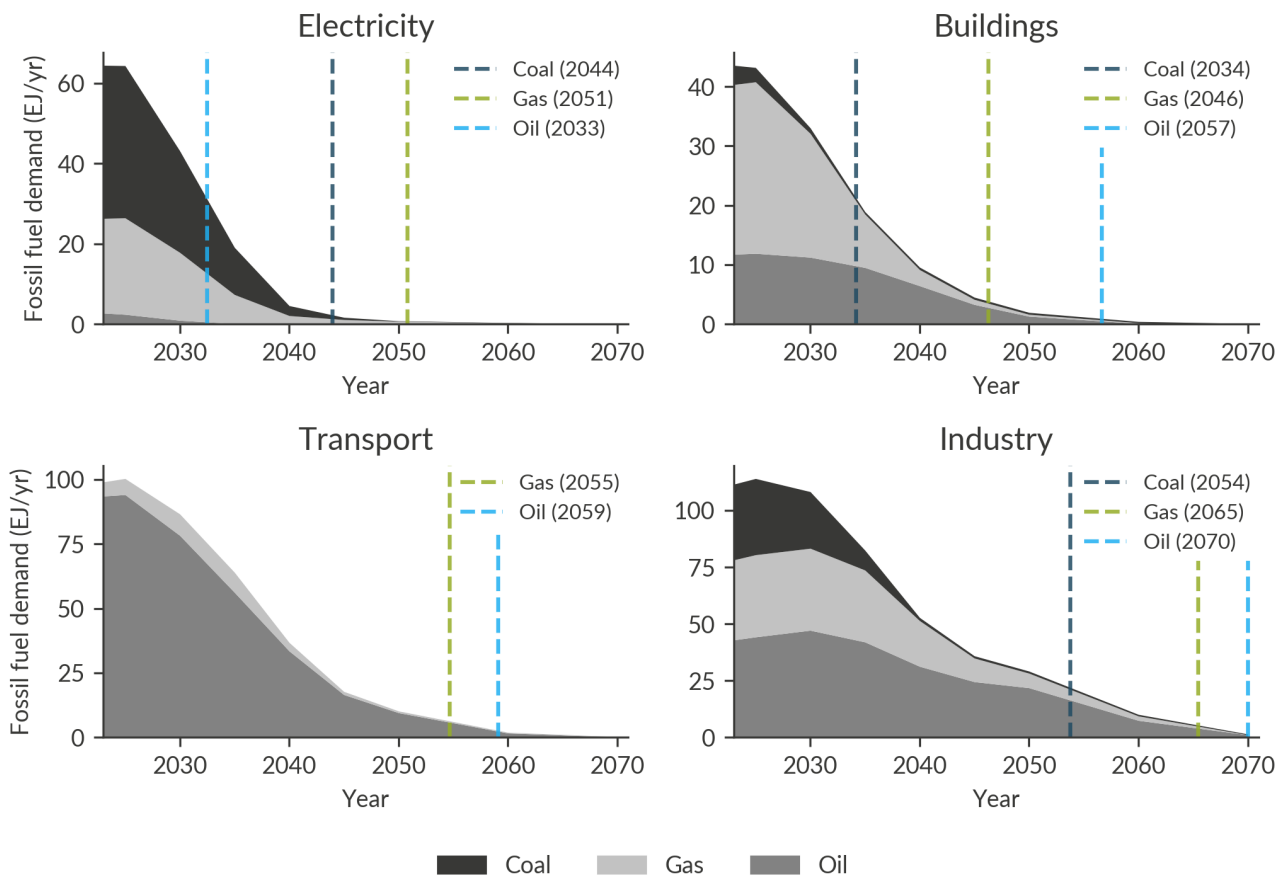 Electricity
Fossil fuel demand (EJ/yr)
60
40
20
0
Coal (2044)
Gas (2051)
Oil (2033)
2030 2040 2050 2060 2070
Year
Buildings
40
30
20
10
0
Coal (2034)
Gas (2046)
Oil (2057)
2030 2040 2050 2060 2070
Year
Transport
Fossil fuel demand (EJ/yr)
100
75
50
25
0
Gas (2055)
Oil (2059)
2030 2040 2050 2060 2070
Year
Industry
100
75
50
25
0
Coal (2054)
Gas (2065)
Oil (2070)
2030 2040 2050 2060 2070
Year
Coal Gas Oil